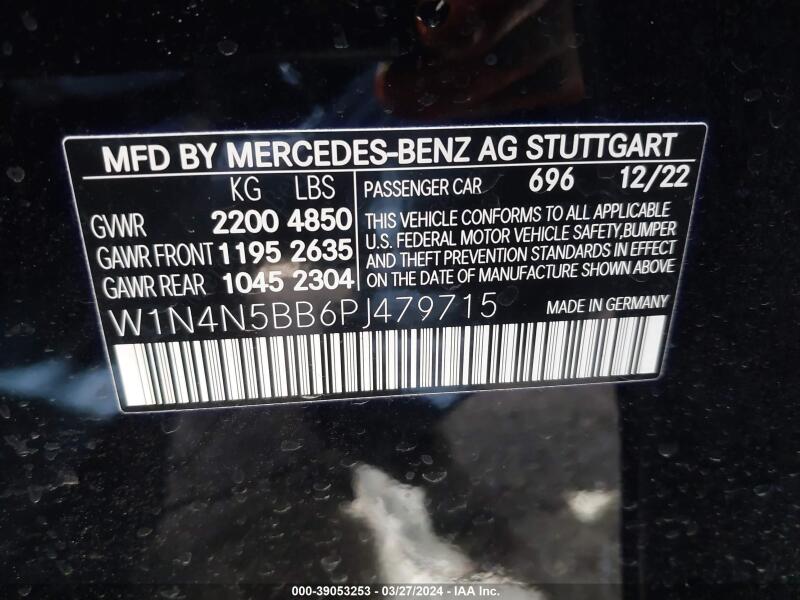 MFD BY MERCEDES-BENZ AG STUTTGART
KG LBS
GVWR 2200 4850
GAWR FRONT 1195 2635
GAWR REAR 1045 2304
PASSENGER CAR 696 12/22
THIS VEHICLE CONFORMS TO ALL APPLICABLE
U.S. FEDERAL MOTOR VEHICLE SAFETY, BUMPER
AND THEFT PREVENTION STANDARDS IN EFFECT
ON THE DATE OF MANUFACTURE SHOWN ABOVE
W1N4N5BB6PJ479715 MADE IN GERMANY
000-39053253 - 03/27/2024 - IAA Inc.